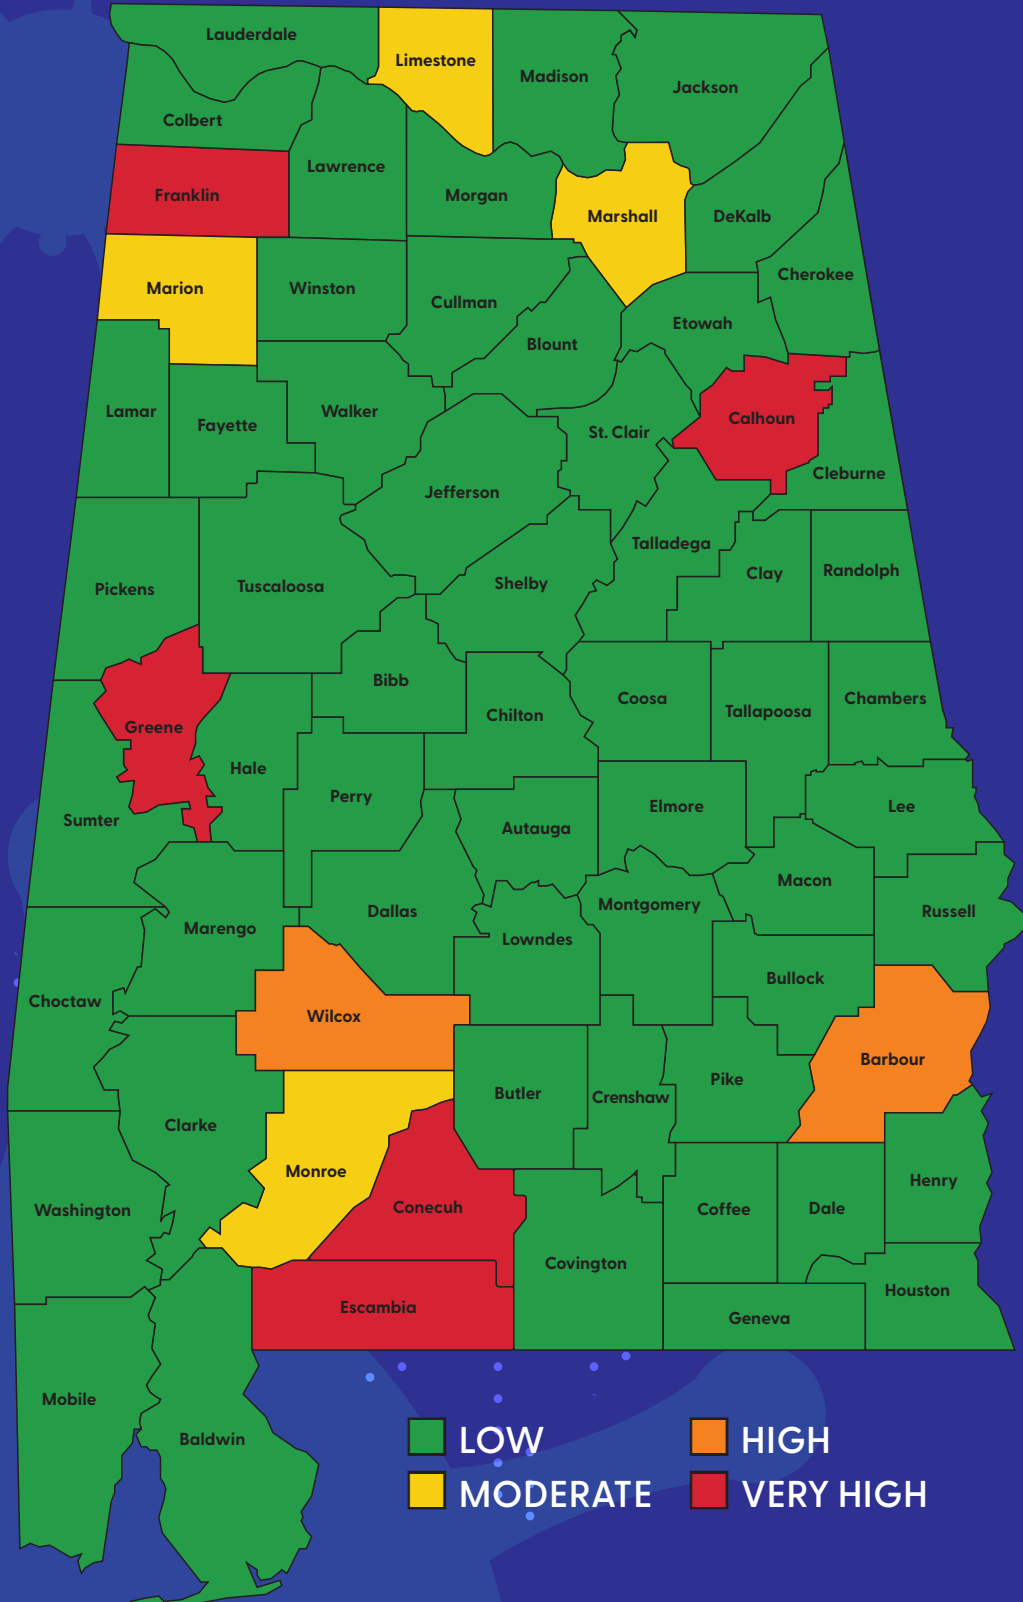 Lauderdale
Limestone
Madison
Jackson
Colbert
Lawrence
Franklin
Morgan
Marshall
DeKalb
Marion
Winston
Cullman
Cherokee
Etowah
Blount
Lamar
Fayette
Walker
St. Clair
Calhoun
Cleburne
Jefferson
Talladega
Pickens
Tuscaloosa
Shelby
Clay
Randolph
Bibb
Coosa
Tallapoosa
Chambers
Greene
Chilton
Hale
Perry
Sumter
Autauga
Elmore
Lee
Macon
Marengo
Dallas
Montgomery
Russell
Lowndes
Bullock
Choctaw
Wilcox
Barbour
Butler
Crenshaw
Pike
Clarke
Monroe
Henry
Washington
Conecuh
Coffee
Dale
Covington
Houston
Escambia
Geneva
Mobile
Baldwin
LOW
HIGH
MODERATE
VERY HIGH